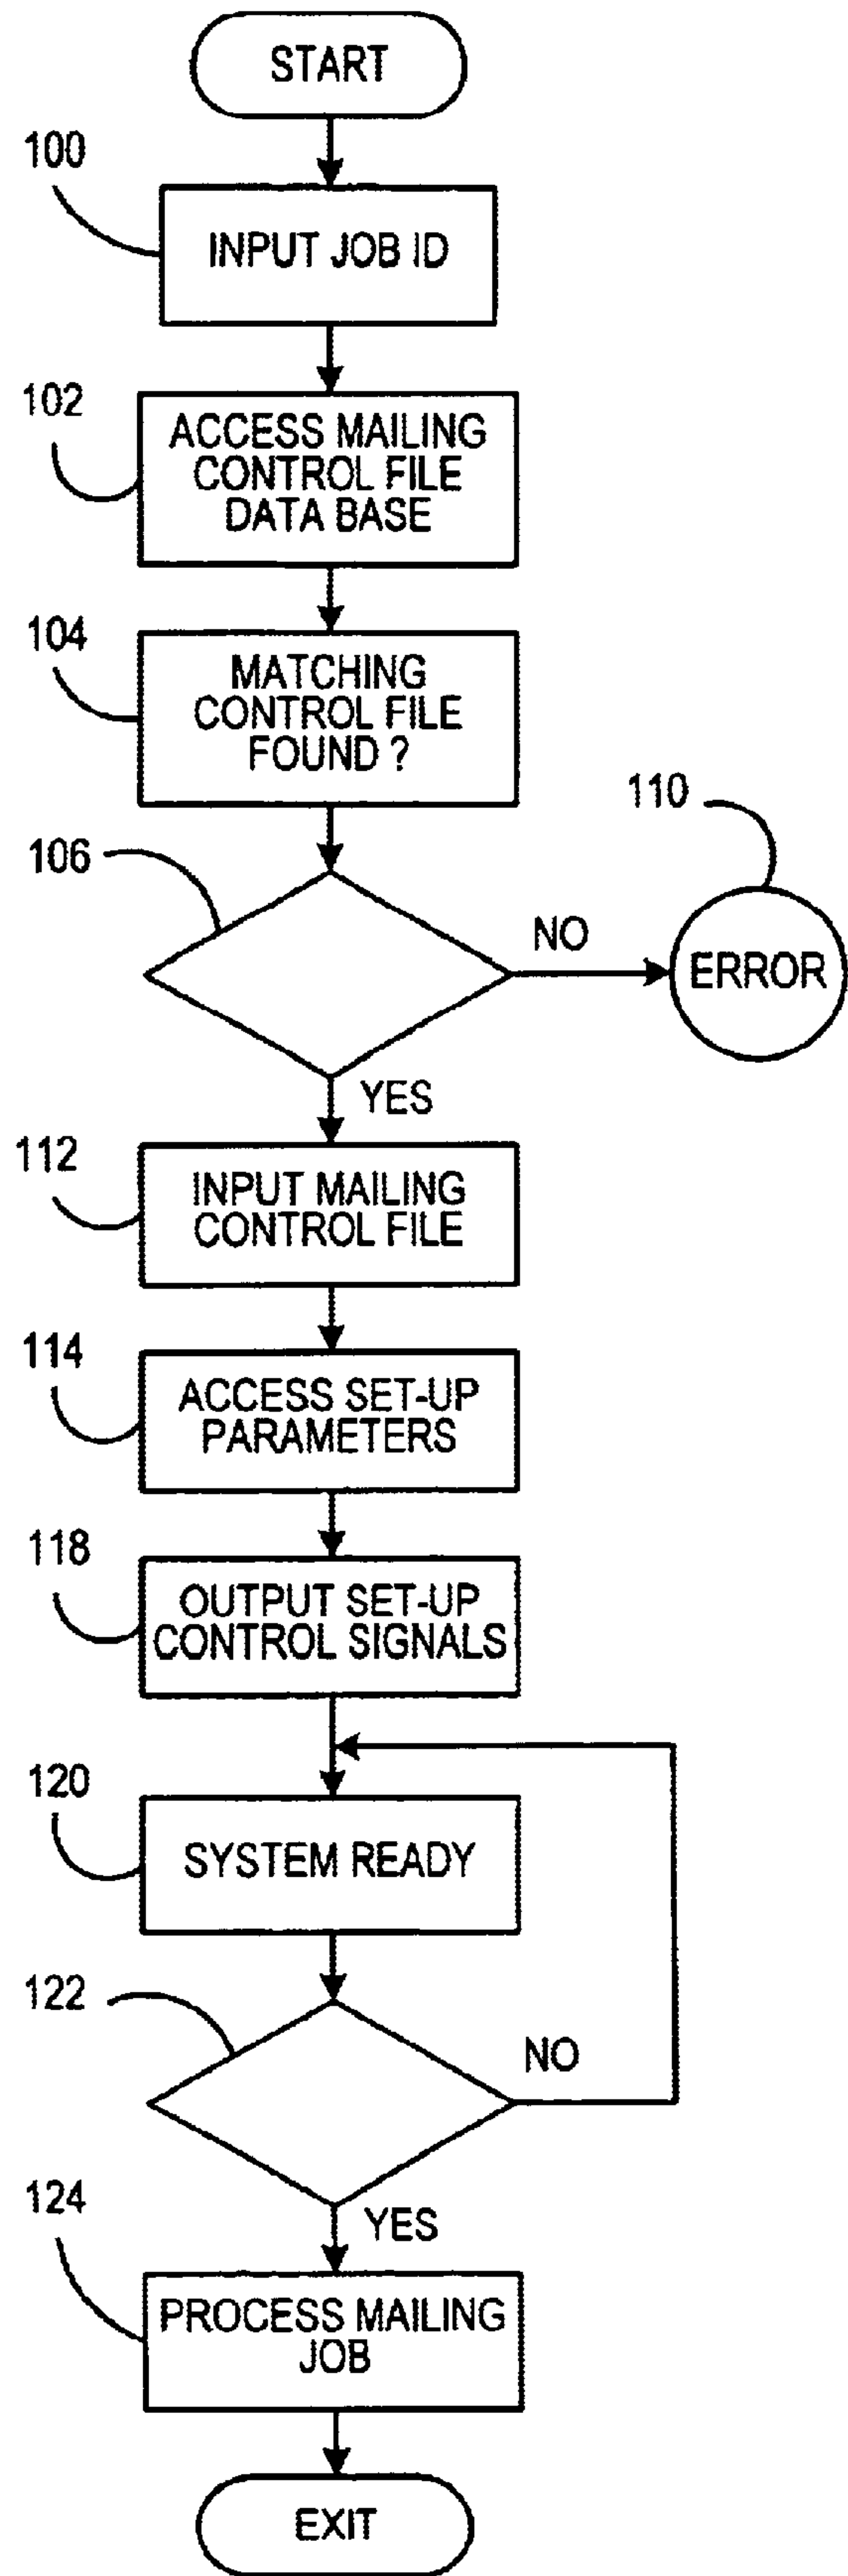 START
100
INPUT JOB ID
102
ACCESS MAILING
CONTROL FILE
DATA BASE
104
MATCHING
CONTROL FILE
FOUND ?
110
106
NO
ERROR
YES
112
INPUT MAILING
CONTROL FILE
114
ACCESS SET-UP
PARAMETERS
118
OUTPUT SET-UP
CONTROL SIGNALS
120
SYSTEM READY
122
NO
124
YES
PROCESS MAILING
JOB
EXIT